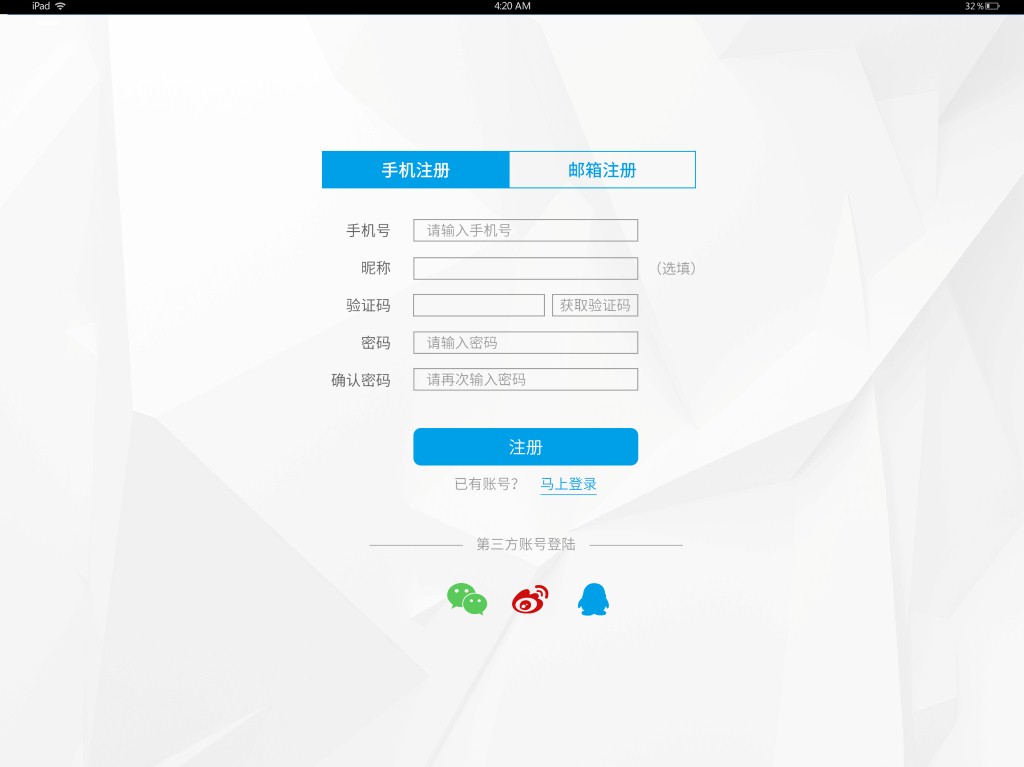 iPad 4:20 AM 32%
手机注册 邮箱注册
手机号 请输入手机号
昵称 （选填）
验证码 获取验证码
密码 请输入密码
确认密码 请再次输入密码
注册
已有账号？ 马上登录
第三方账号登陆